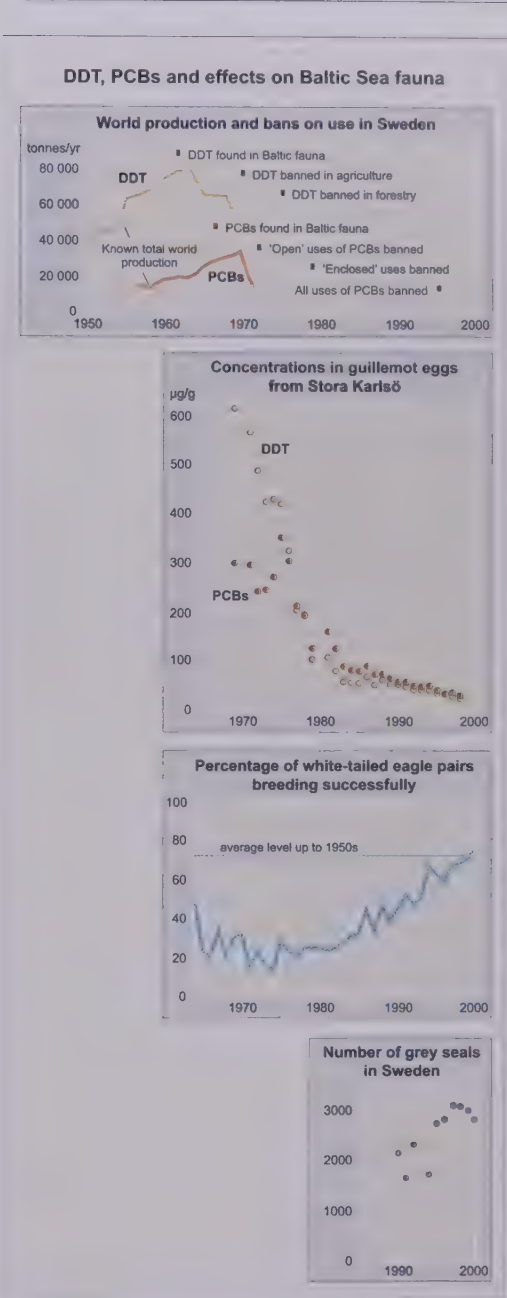 DDT, PCBs and effects on Baltic Sea fauna
World production and bans on use in Sweden
tonnes/yr
80 000
60 000
40 000
20 000
0
DDT
DDT found in Baltic fauna
DDT banned in agriculture
DDT banned in forestry
PCBs found in Baltic fauna
Known total world
production
'Open' uses of PCBs banned
PCBs
'Enclosed' uses banned
All uses of PCBs banned
1950 1960 1970 1980 1990 2000
Concentrations in guillemot eggs
from Stora Karlsö
µg/g
600
500
400
300
200
100
0
DDT
PCBs
1970 1980 1990 2000
Percentage of white-tailed eagle pairs
breeding successfully
100
80
60
40
20
0
average level up to 1950s
1970 1980 1990 2000
Number of grey seals
in Sweden
3000
2000
1000
0
1990 2000